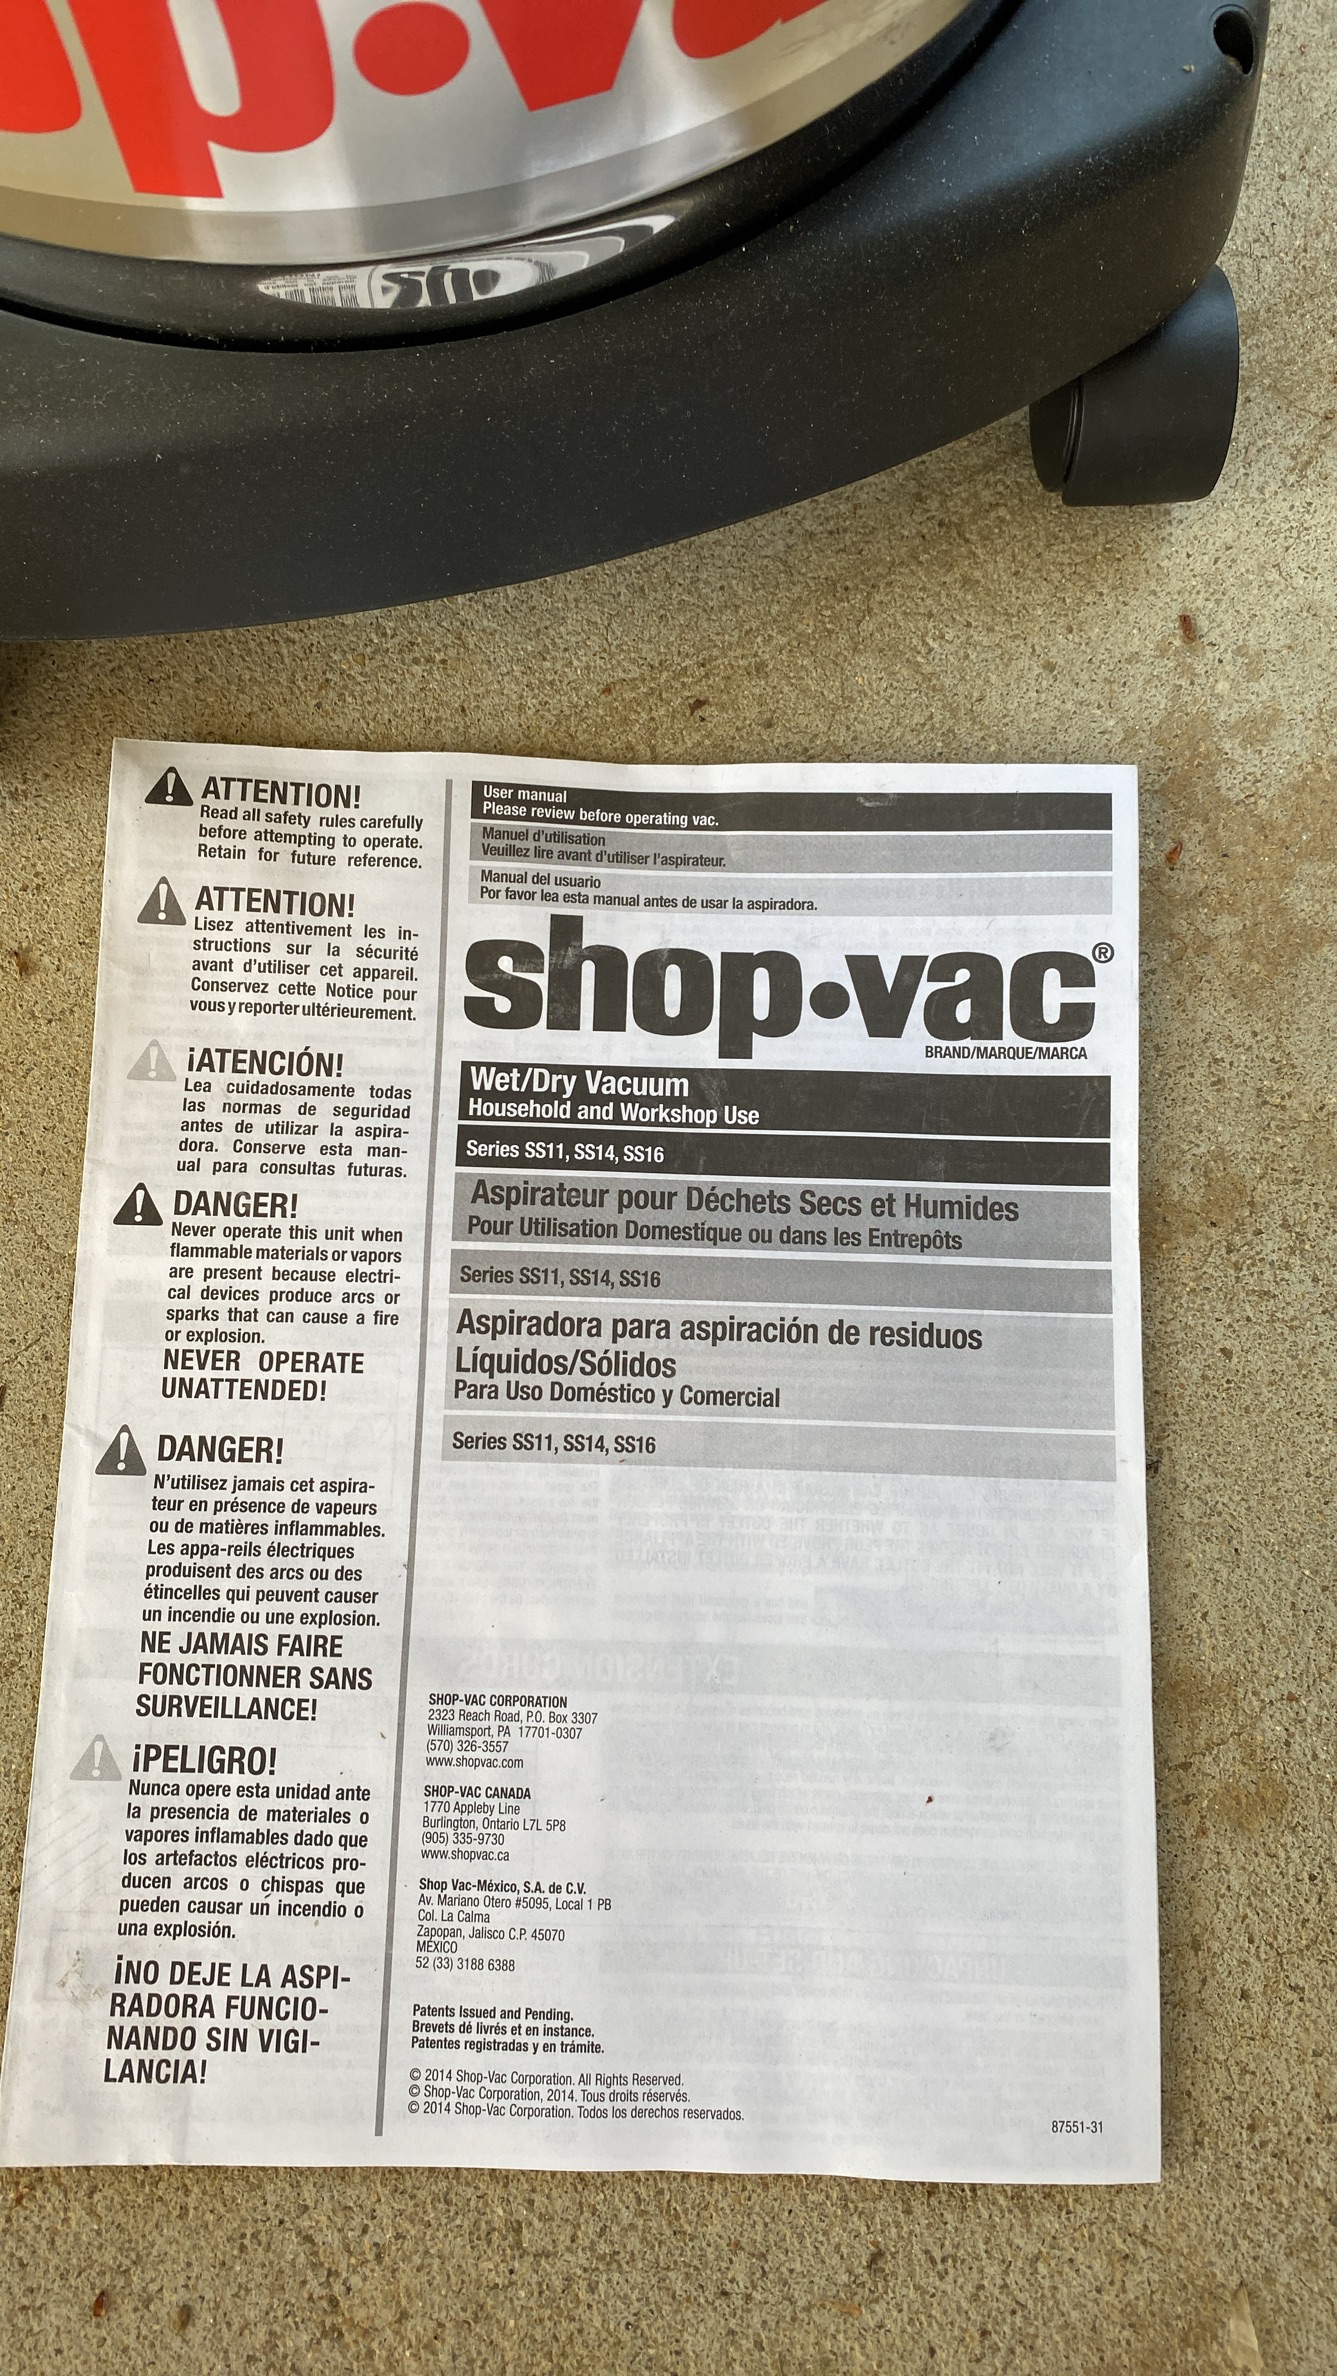 op·va
ATTENTION!
Read all safety rules carefully
before attempting to operate.
Retain for future reference.
ATTENTION!
Lisez attentivement les in-
structions sur la sécurité
avant d'utiliser cet appareil.
Conservez cette Notice pour
vous y reporter ultérieurement.
¡ATENCIÓN!
Lea cuidadosamente todas
las normas de seguridad
antes de utilizar la aspira-
dora. Conserve esta man-
ual para consultas futuras.
DANGER!
Never operate this unit when
flammable materials or vapors
are present because electri-
cal devices produce arcs or
sparks that can cause a fire
or explosion.
NEVER OPERATE
UNATTENDED!
DANGER!
N'utilisez jamais cet aspira-
teur en présence de vapeurs
ou de matières inflammables.
Les appa-reils électriques
produisent des arcs ou des
étincelles qui peuvent causer
un incendie ou une explosion.
NE JAMAIS FAIRE
FONCTIONNER SANS
SURVEILLANCE!
¡PELIGRO!
Nunca opere esta unidad ante
la presencia de materiales o
vapores inflamables dado que
los artefactos eléctricos pro-
ducen arcos o chispas que
pueden causar un incendio o
una explosión.
¡NO DEJE LA ASPI-
RADORA FUNCIO-
NANDO SIN VIGI-
LANCIA!
User manual
Please review before operating vac.
Manuel d'utilisation
Veuillez lire avant d'utiliser l'aspirateur.
Manual del usuario
Por favor lea esta manual antes de usar la aspiradora.
shop·vac®
BRAND/MARQUE/MARCA
Wet/Dry Vacuum
Household and Workshop Use
Series SS11, SS14, SS16
Aspirateur pour Déchets Secs et Humides
Pour Utilisation Domestique ou dans les Entrepôts
Series SS11, SS14, SS16
Aspiradora para aspiración de residuos
Líquidos/Sólidos
Para Uso Doméstico y Comercial
Series SS11, SS14, SS16
SHOP-VAC CORPORATION
2323 Reach Road, P.O. Box 3307
Williamsport, PA 17701-0307
(570) 326-3557
www.shopvac.com
SHOP-VAC CANADA
1770 Appleby Line
Burlington, Ontario L7L 5P8
(905) 335-9730
www.shopvac.ca
Shop Vac-México, S.A. de C.V.
Av. Mariano Otero #5095, Local 1 PB
Col. La Calma
Zapopan, Jalisco C.P. 45070
MÉXICO
52 (33) 3188 6388
Patents Issued and Pending.
Brevets dé livrés et en instance.
Patentes registradas y en trámite.
© 2014 Shop-Vac Corporation. All Rights Reserved.
© Shop-Vac Corporation, 2014. Tous droits réservés.
© 2014 Shop-Vac Corporation. Todos los derechos reservados.
87551-31